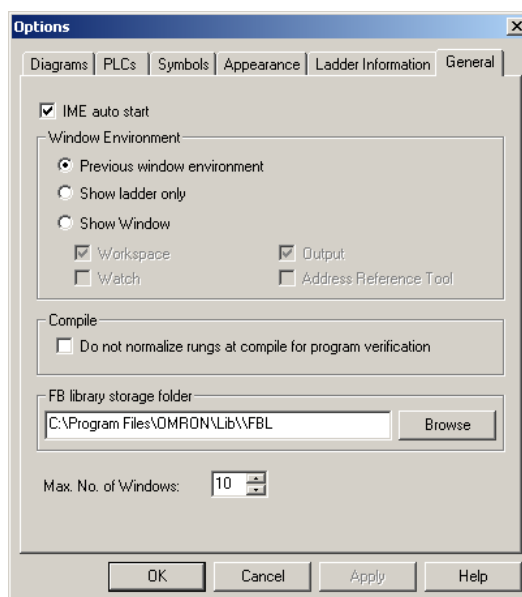 Options
Diagrams PLCs Symbols Appearance Ladder Information General
IME auto start
Window Environment
Previous window environment
Show ladder only
Show Window
Workspace Output
Watch Address Reference Tool
Compile
Do not normalize rungs at compile for program verification
FB library storage folder
C:\Program Files\OMRON\Lib\\FBL Browse
Max. No. of Windows: 10
OK Cancel Apply Help